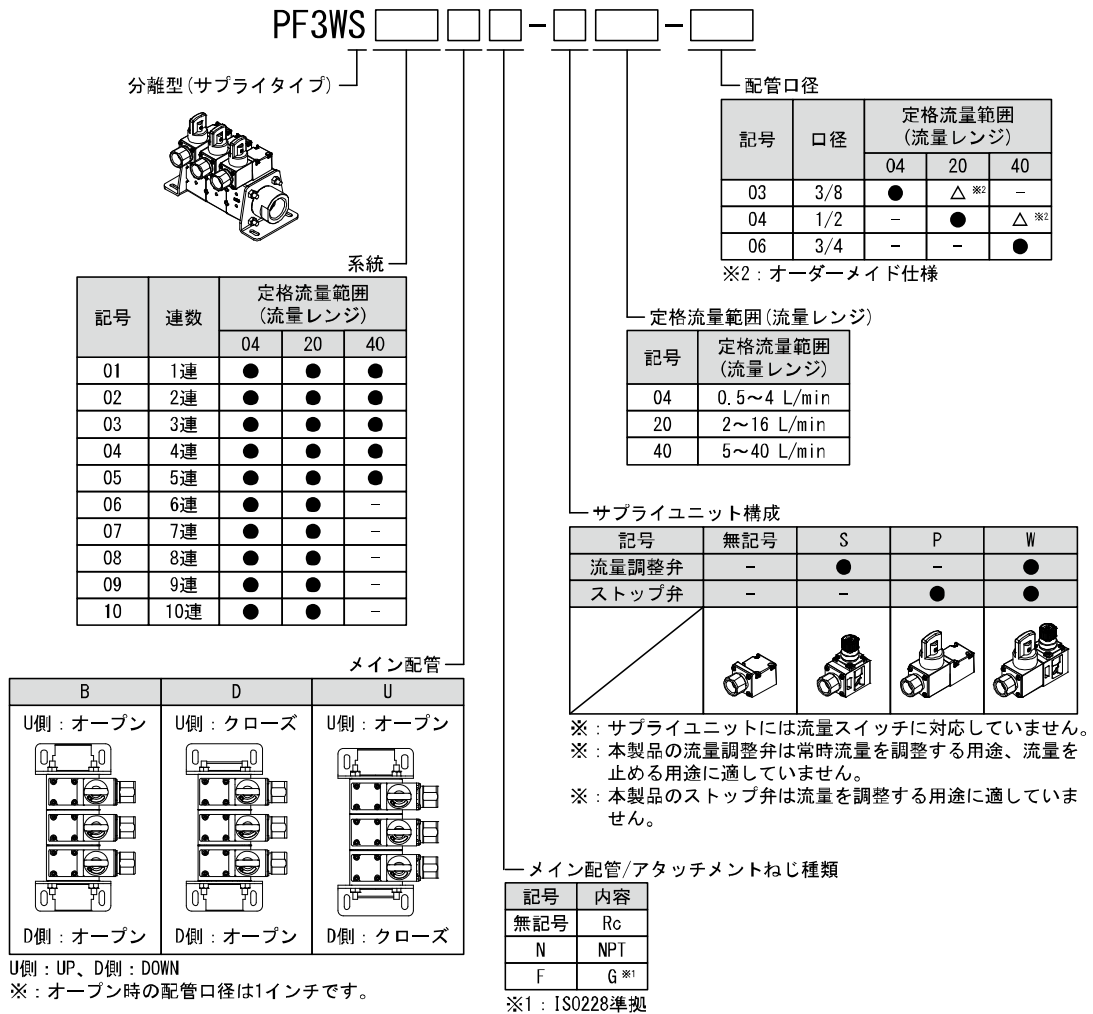 PF3WS
分離型(サプライタイプ)
系統
記号 連数 定格流量範囲
(流量レンジ)
04 20 40
01 1連 ● ● ●
02 2連 ● ● ●
03 3連 ● ● ●
04 4連 ● ● ●
05 5連 ● ● ●
06 6連 ● ● −
07 7連 ● ● −
08 8連 ● ● −
09 9連 ● ● −
10 10連 ● ● −
メイン配管
B D U
U側：オープン U側：クローズ U側：オープン
D側：オープン D側：オープン D側：クローズ
U側：UP、D側：DOWN
※：オープン時の配管口径は1インチです。
配管口径
記号 口径 定格流量範囲
(流量レンジ)
04 20 40
03 3/8 ● △※2 −
04 1/2 − ● △※2
06 3/4 − − ●
※2：オーダーメイド仕様
定格流量範囲(流量レンジ)
記号 定格流量範囲
(流量レンジ)
04 0.5〜4 L/min
20 2〜16 L/min
40 5〜40 L/min
サプライユニット構成
記号 無記号 S P W
流量調整弁 − ● − ●
ストップ弁 − − ● ●
※：サプライユニットには流量スイッチに対応していません。
※：本製品の流量調整弁は常時流量を調整する用途、流量を
止める用途に適していません。
※：本製品のストップ弁は流量を調整する用途に適していま
せん。
メイン配管/アタッチメントねじ種類
記号 内容
無記号 Rc
N NPT
F G※1
※1：ISO228準拠